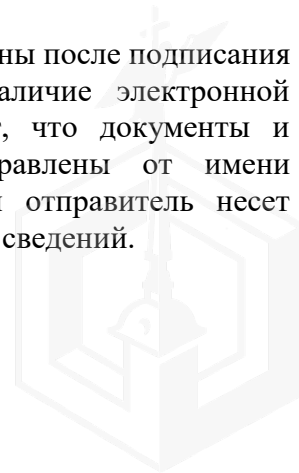 ны после подписания
аличие электронной
, что документы и
равлены от имени
отправитель несет
сведений.